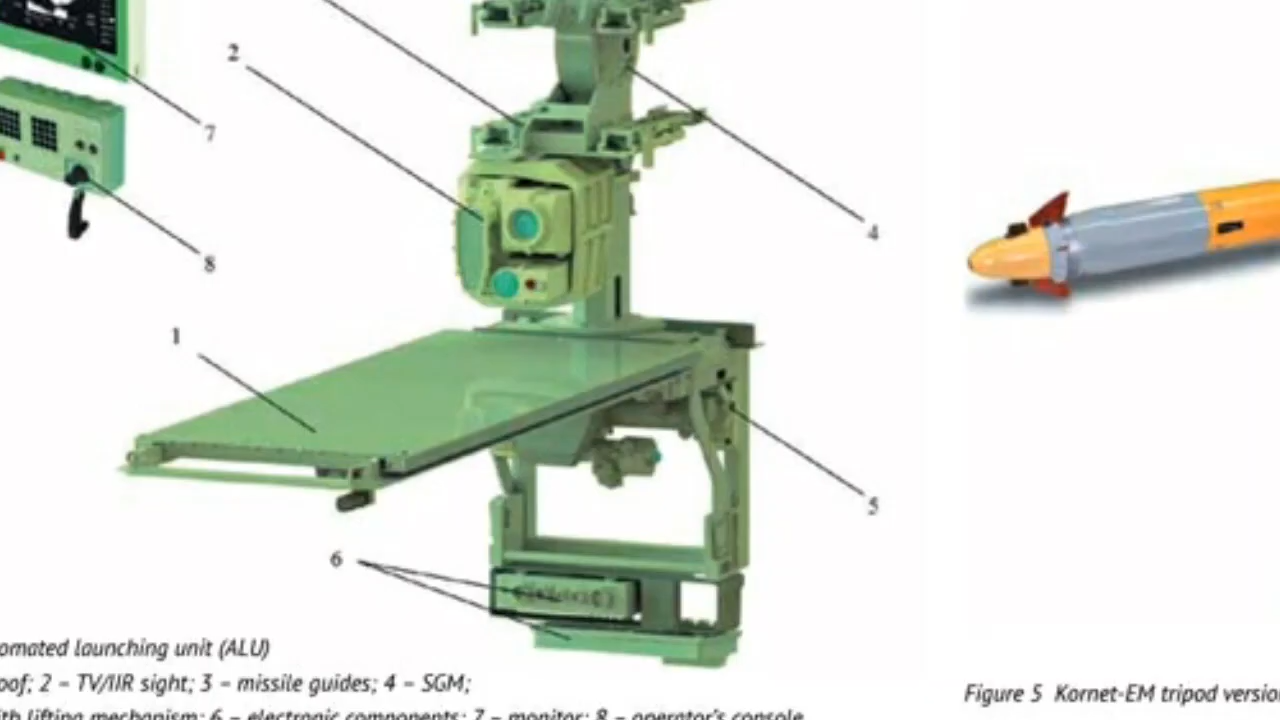 2
7
4
8
1
5
6
omated launching unit (ALU)
oof; 2 – TV/IIR sight; 3 – missile guides; 4 – SGM;
ith lifting mechanism; 6 – electronic components; 7 – monitor; 8 – operator's console
Figure 5 Kornet-EM tripod versio